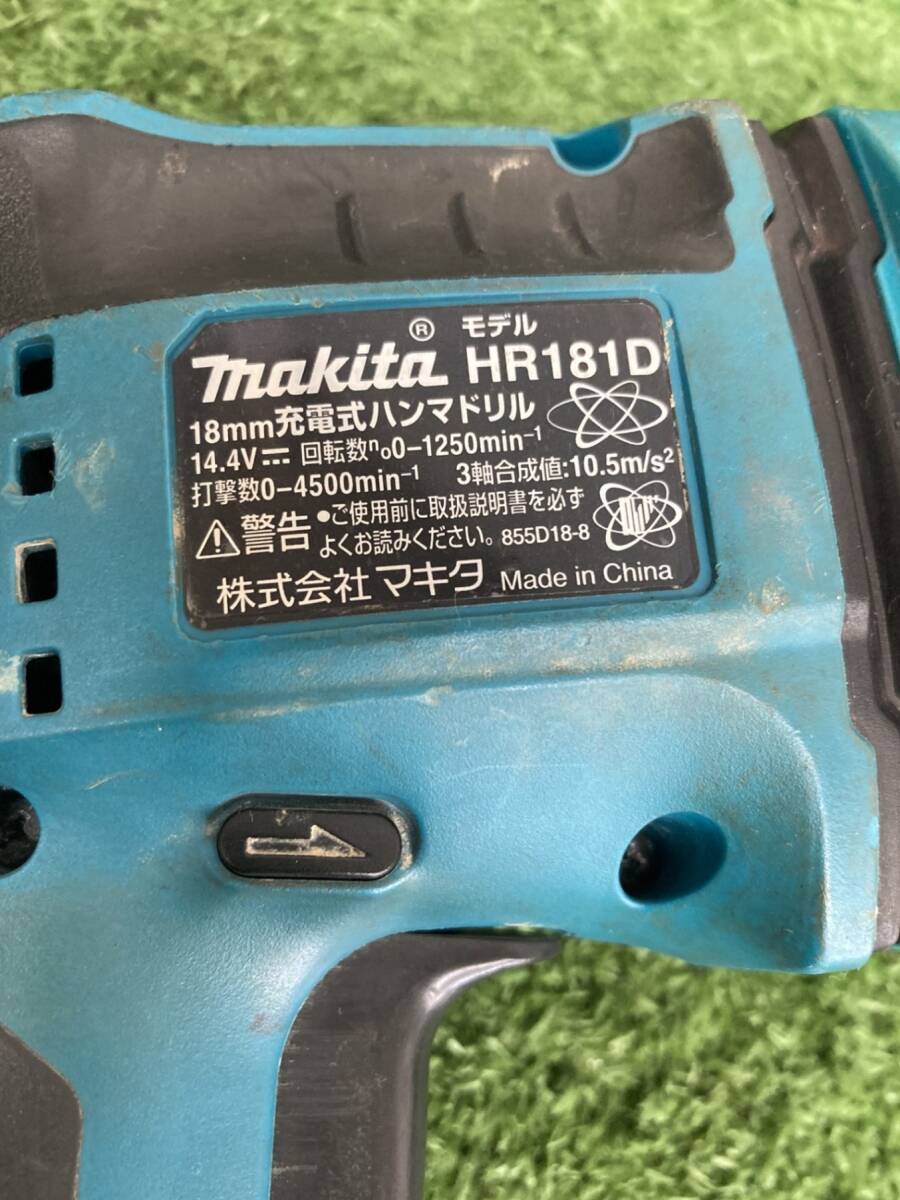 makita® モデル HR181D
18mm充電式ハンマドリル
14.4V⎓ 回転数n₀0-1250min⁻¹
打撃数0-4500min⁻¹ 3軸合成値:10.5m/s²
⚠警告 •ご使用前に取扱説明書を必ず
よくお読みください。 855D18-8
株式会社マキタ Made in China